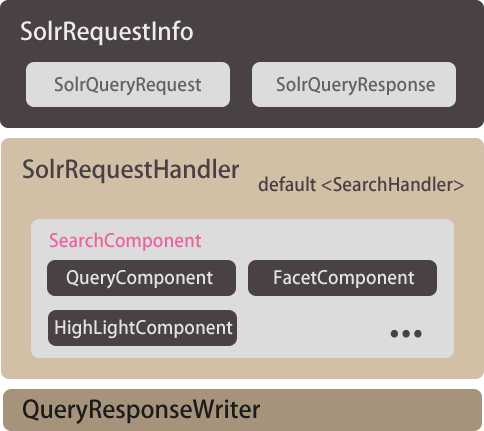 SolrRequestInfo
SolrQueryRequest SolrQueryResponse
SolrRequestHandler
default <SearchHandler>
SearchComponent
QueryComponent FacetComponent
HighLightComponent ...
QueryResponseWriter